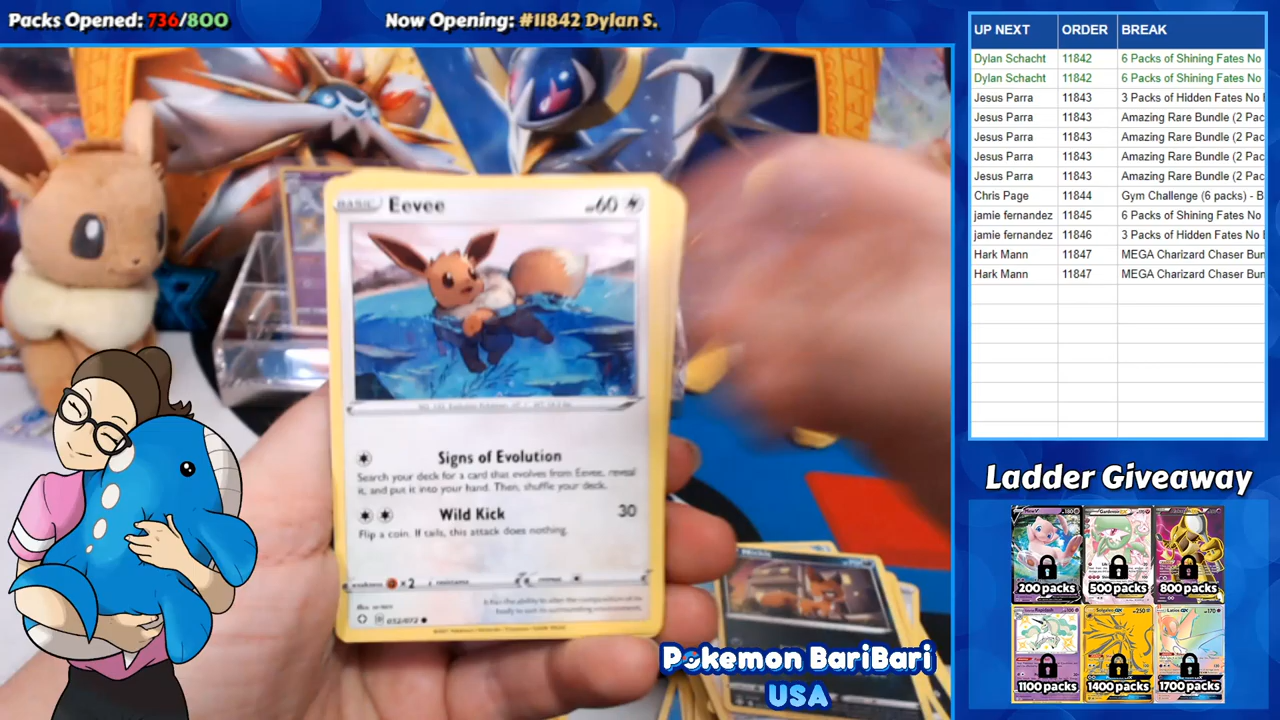 Packs Opened: 736/800
Now Opening: #11842 Dylan S.
UP NEXT ORDER BREAK
Dylan Schacht 11842 6 Packs of Shining Fates No
Dylan Schacht 11842 6 Packs of Shining Fates No
Jesus Parra 11843 3 Packs of Hidden Fates No
Jesus Parra 11843 Amazing Rare Bundle (2 Pac
Jesus Parra 11843 Amazing Rare Bundle (2 Pac
Jesus Parra 11843 Amazing Rare Bundle (2 Pac
Jesus Parra 11843 Amazing Rare Bundle (2 Pac
Chris Page 11844 Gym Challenge (6 packs) - B
jamie fernandez 11845 6 Packs of Shining Fates No
jamie fernandez 11846 3 Packs of Hidden Fates No
Hark Mann 11847 MEGA Charizard Chaser Bun
Hark Mann 11847 MEGA Charizard Chaser Bun
BASIC Eevee 60
Signs of Evolution
Search your deck for a card that evolves from Eevee, reveal
it, and put it into your hand. Then, shuffle your deck.
Wild Kick 30
Flip a coin. If tails, this attack does nothing.
weakness ×2
052/072
Pokemon BariBari
USA
Ladder Giveaway
200 packs
500 packs
800 packs
1100 packs
1400 packs
1700 packs